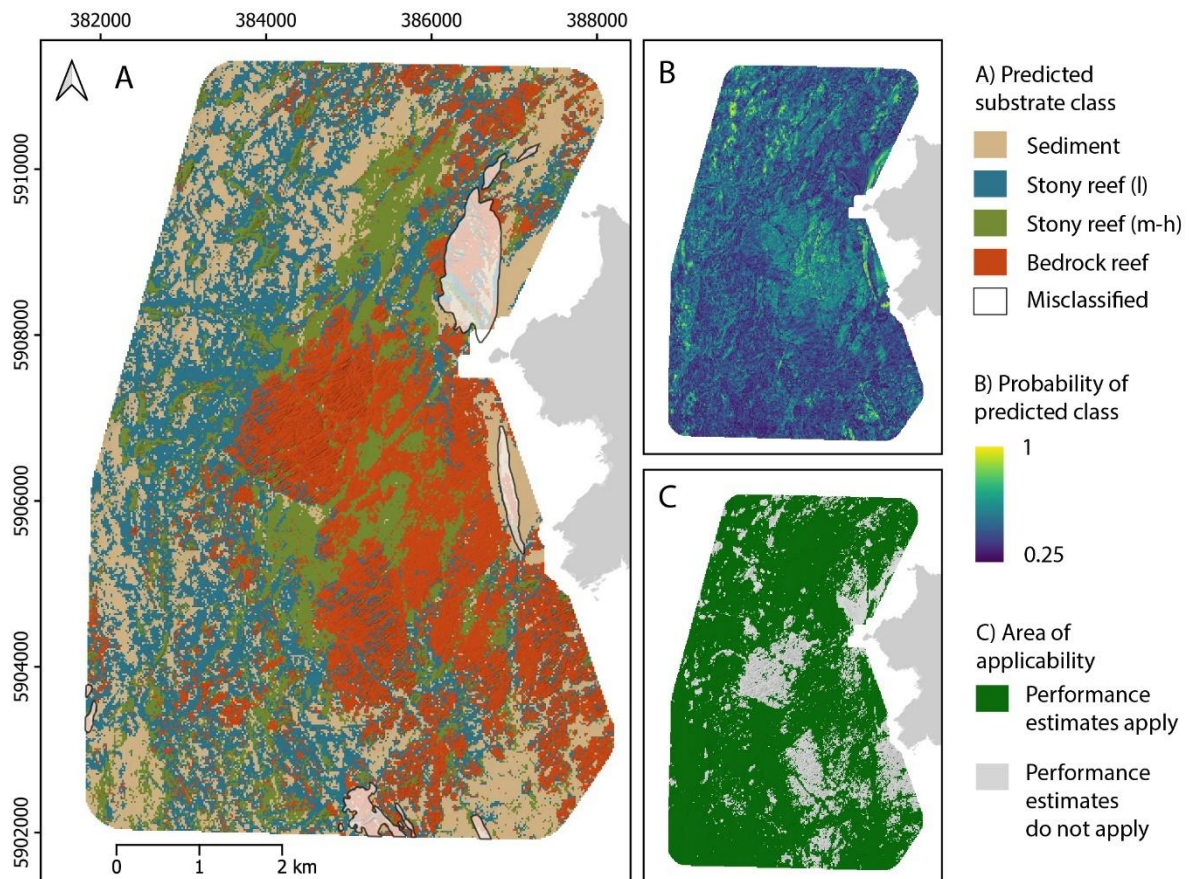 382000 384000 386000 388000
A
5910000
5908000
5906000
5904000
5902000
0 1 2 km
B
C
A) Predicted
substrate class
Sediment
Stony reef (l)
Stony reef (m-h)
Bedrock reef
Misclassified
B) Probability of
predicted class
1
0.25
C) Area of
applicability
Performance
estimates apply
Performance
estimates
do not apply